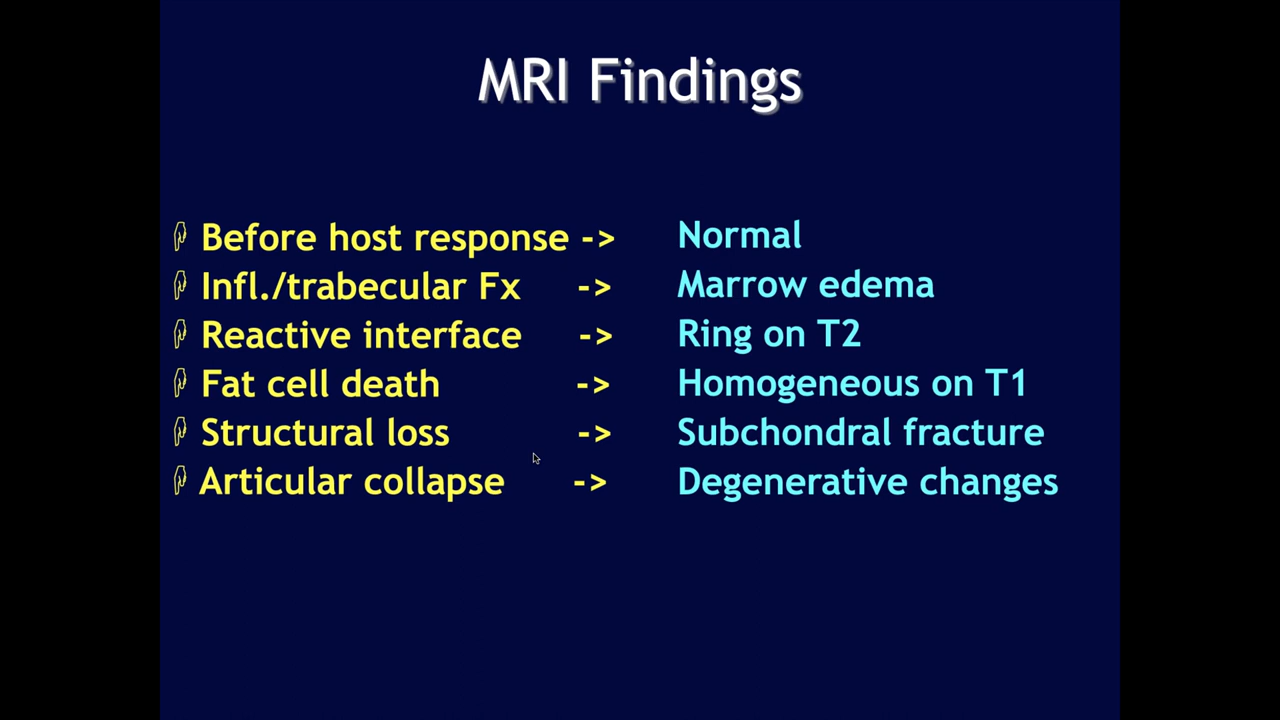 MRI Findings
Before host response -> Normal
Infl./trabecular Fx -> Marrow edema
Reactive interface -> Ring on T2
Fat cell death -> Homogeneous on T1
Structural loss -> Subchondral fracture
Articular collapse -> Degenerative changes